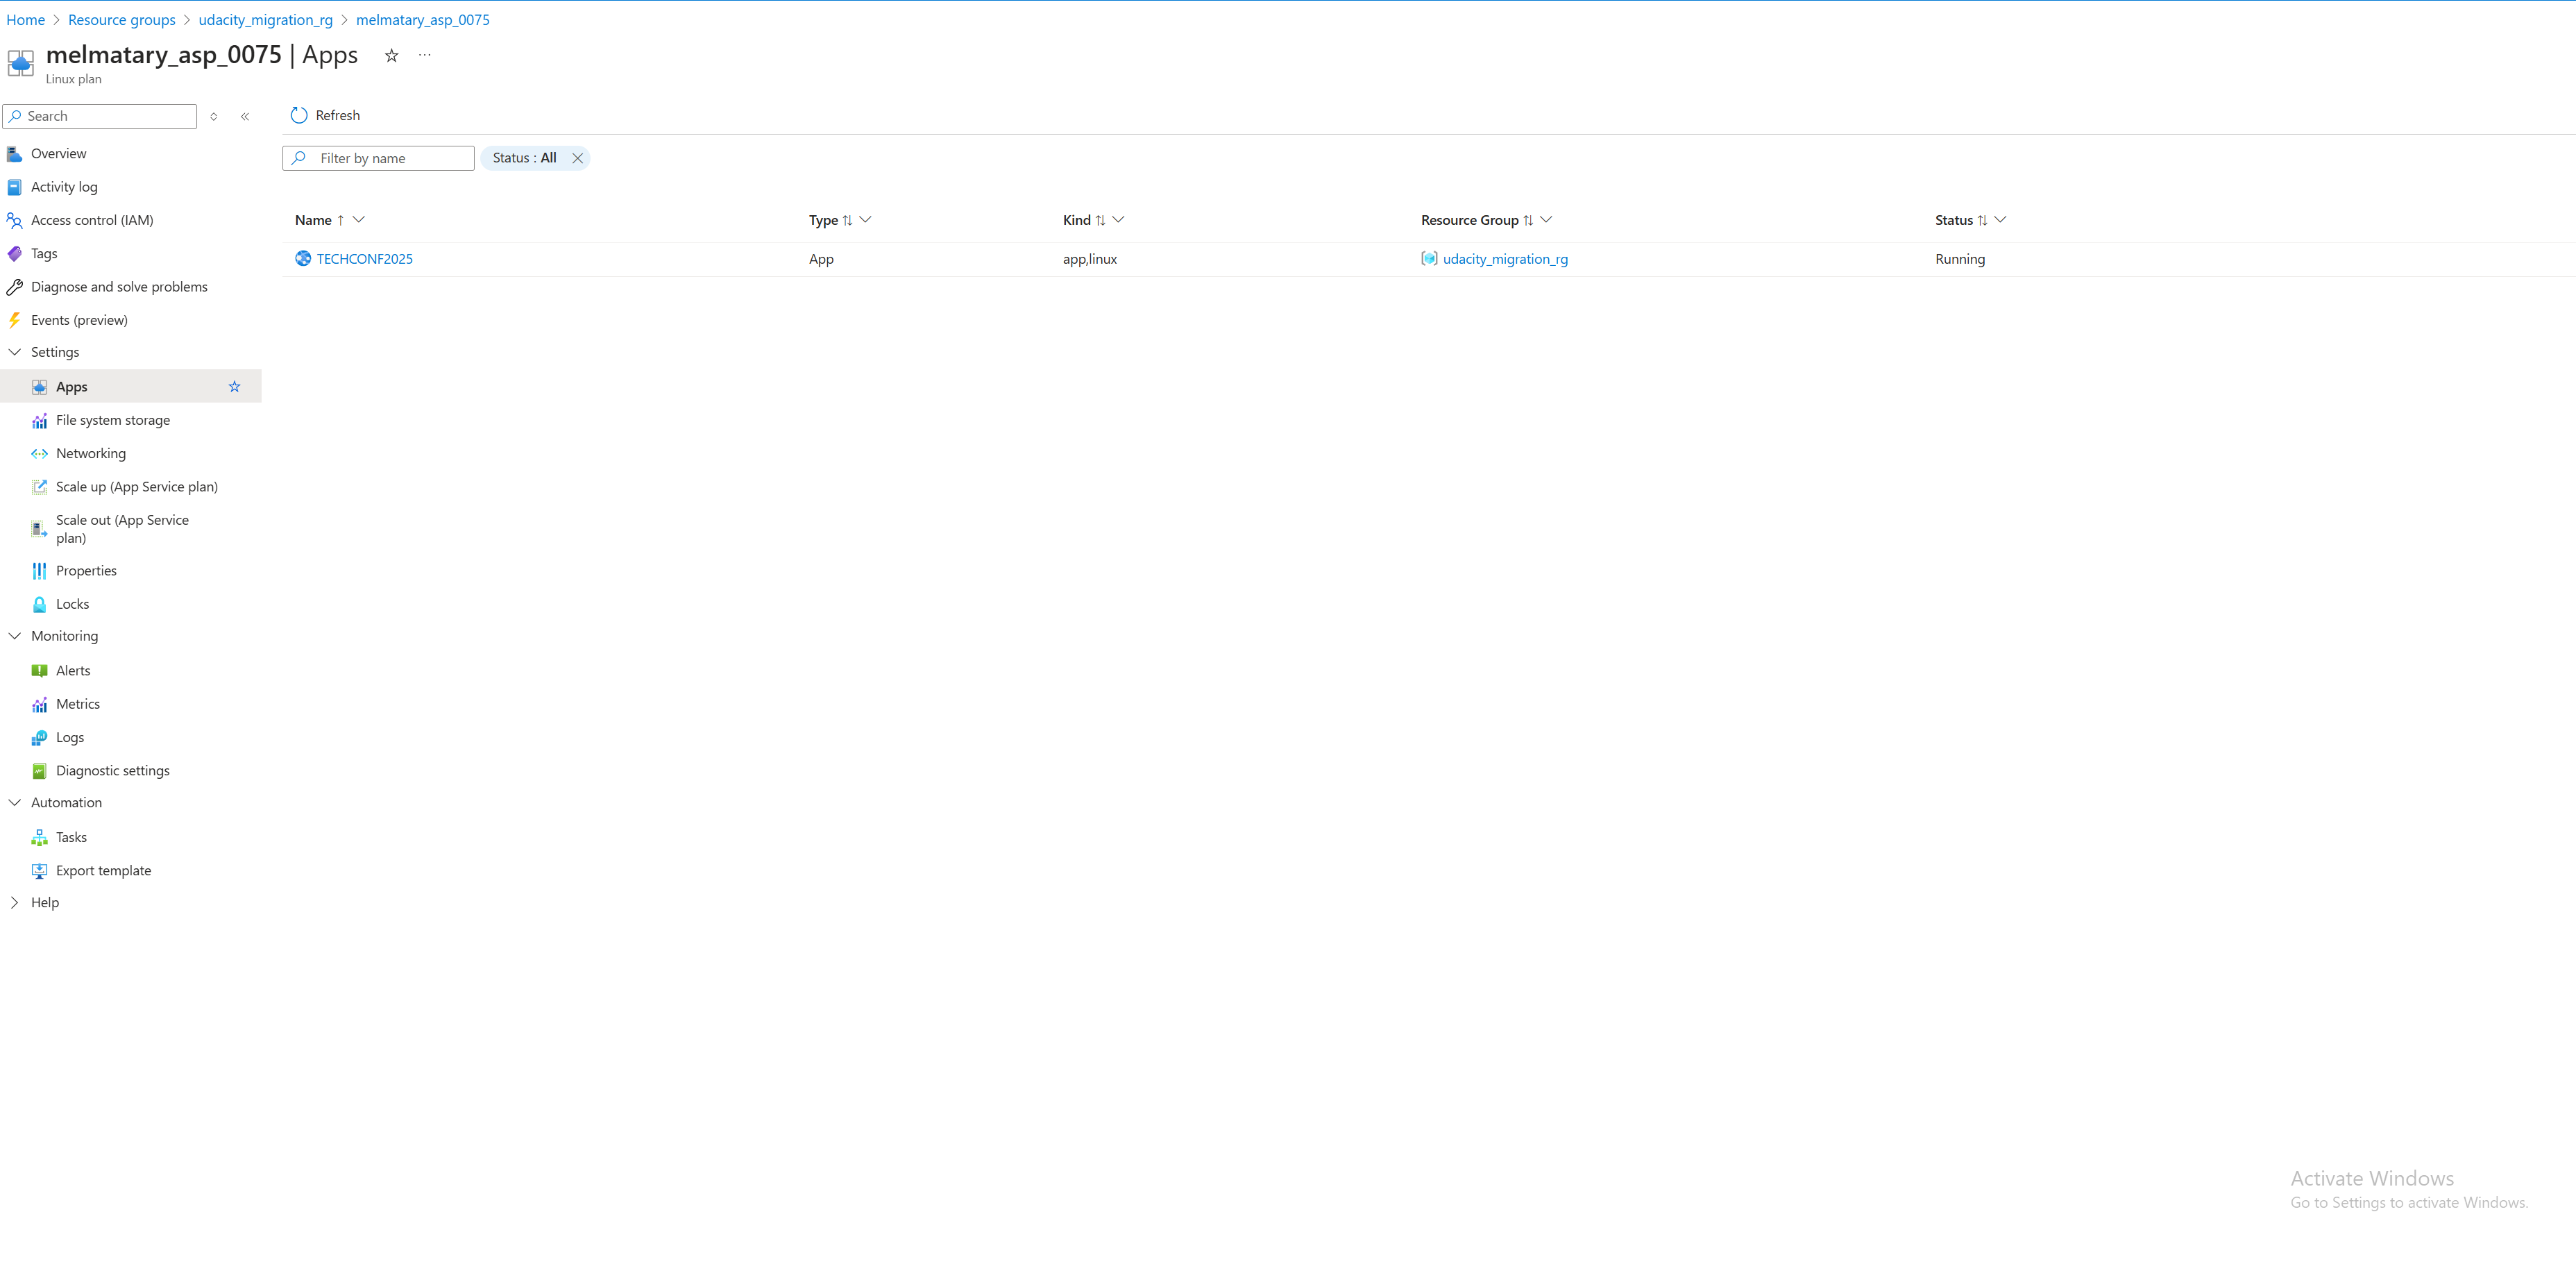 Home > Resource groups > udacity_migration_rg > melmatary_asp_0075
melmatary_asp_0075 | Apps
Linux plan
Search
Refresh
Filter by name
Status : All
Overview
Activity log
Access control (IAM)
Tags
Diagnose and solve problems
Events (preview)
Settings
Apps
File system storage
Networking
Scale up (App Service plan)
Scale out (App Service
plan)
Properties
Locks
Monitoring
Alerts
Metrics
Logs
Diagnostic settings
Automation
Tasks
Export template
Help
Name Type Kind Resource Group Status
TECHCONF2025 App app,linux udacity_migration_rg Running
Activate Windows
Go to Settings to activate Windows.